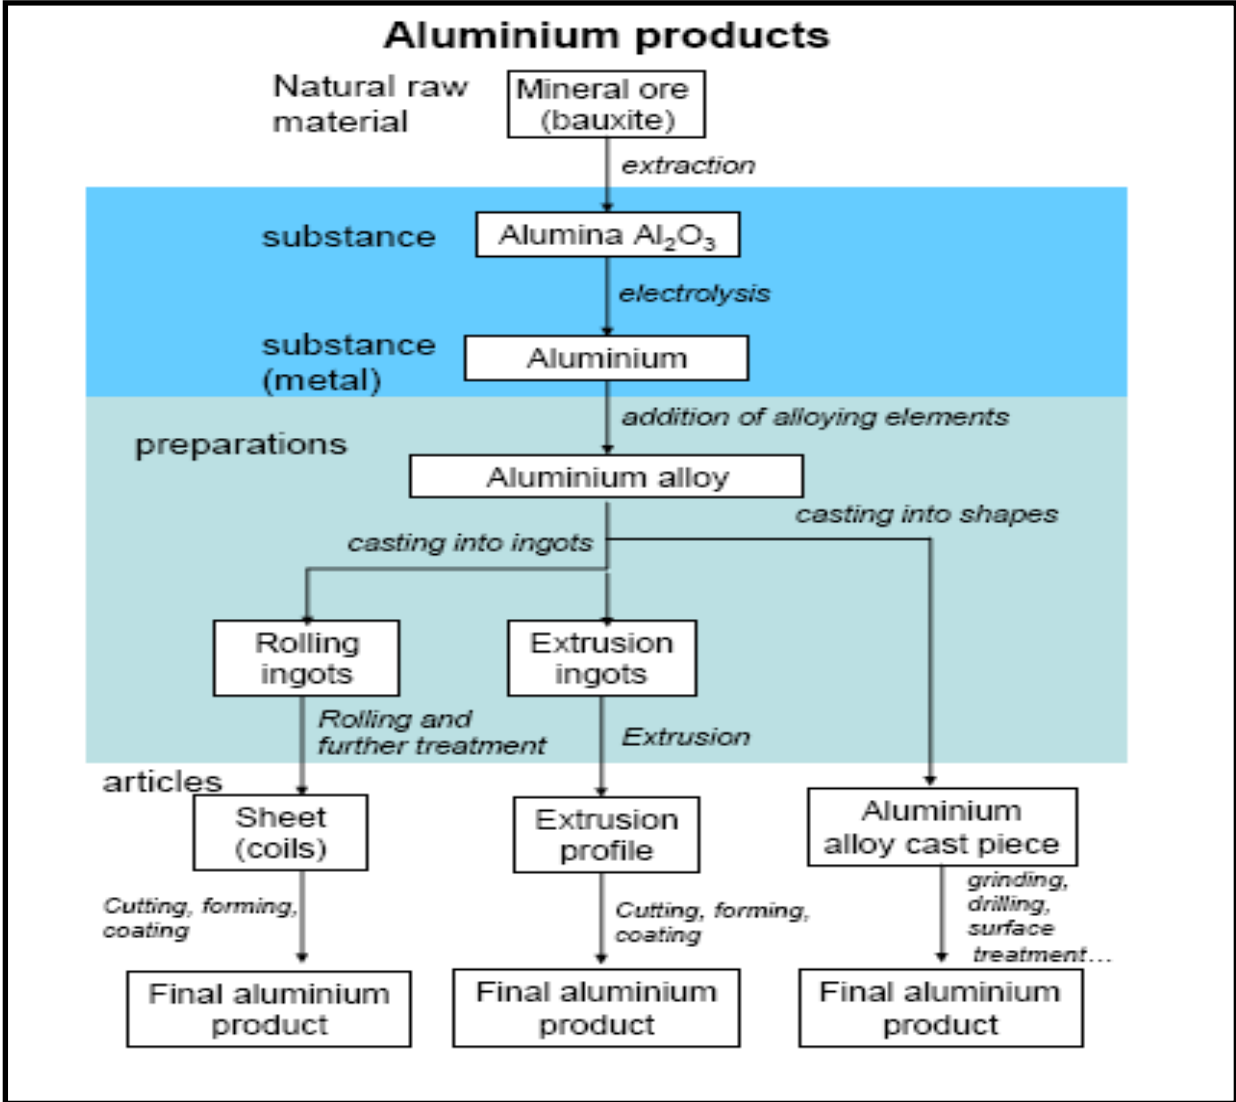 Aluminium products
Natural raw
material
Mineral ore
(bauxite)
extraction
substance
Alumina Al₂O₃
electrolysis
substance
(metal)
Aluminium
addition of alloying elements
preparations
Aluminium alloy
casting into shapes
casting into ingots
Rolling
ingots
Extrusion
ingots
Rolling and
further treatment
Extrusion
articles
Sheet
(coils)
Extrusion
profile
Aluminium
alloy cast piece
Cutting, forming,
coating
Cutting, forming,
coating
grinding,
drilling,
surface
treatment...
Final aluminium
product
Final aluminium
product
Final aluminium
product